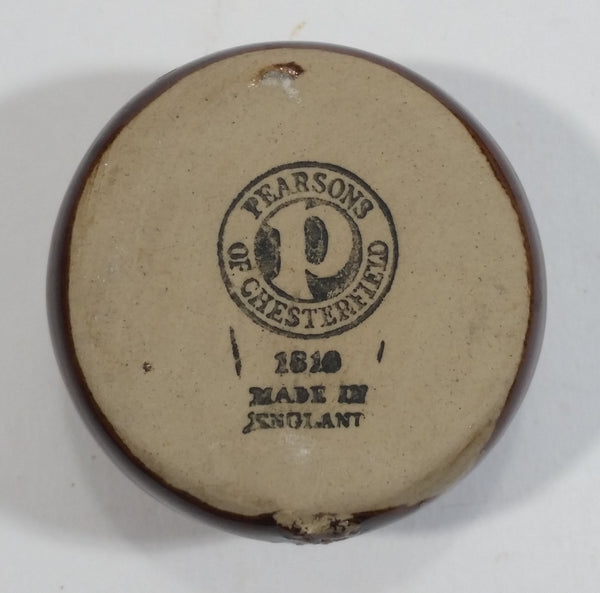 PEARSONS
P
OF CHESTERFIELD
1810
MADE IN
ENGLAND